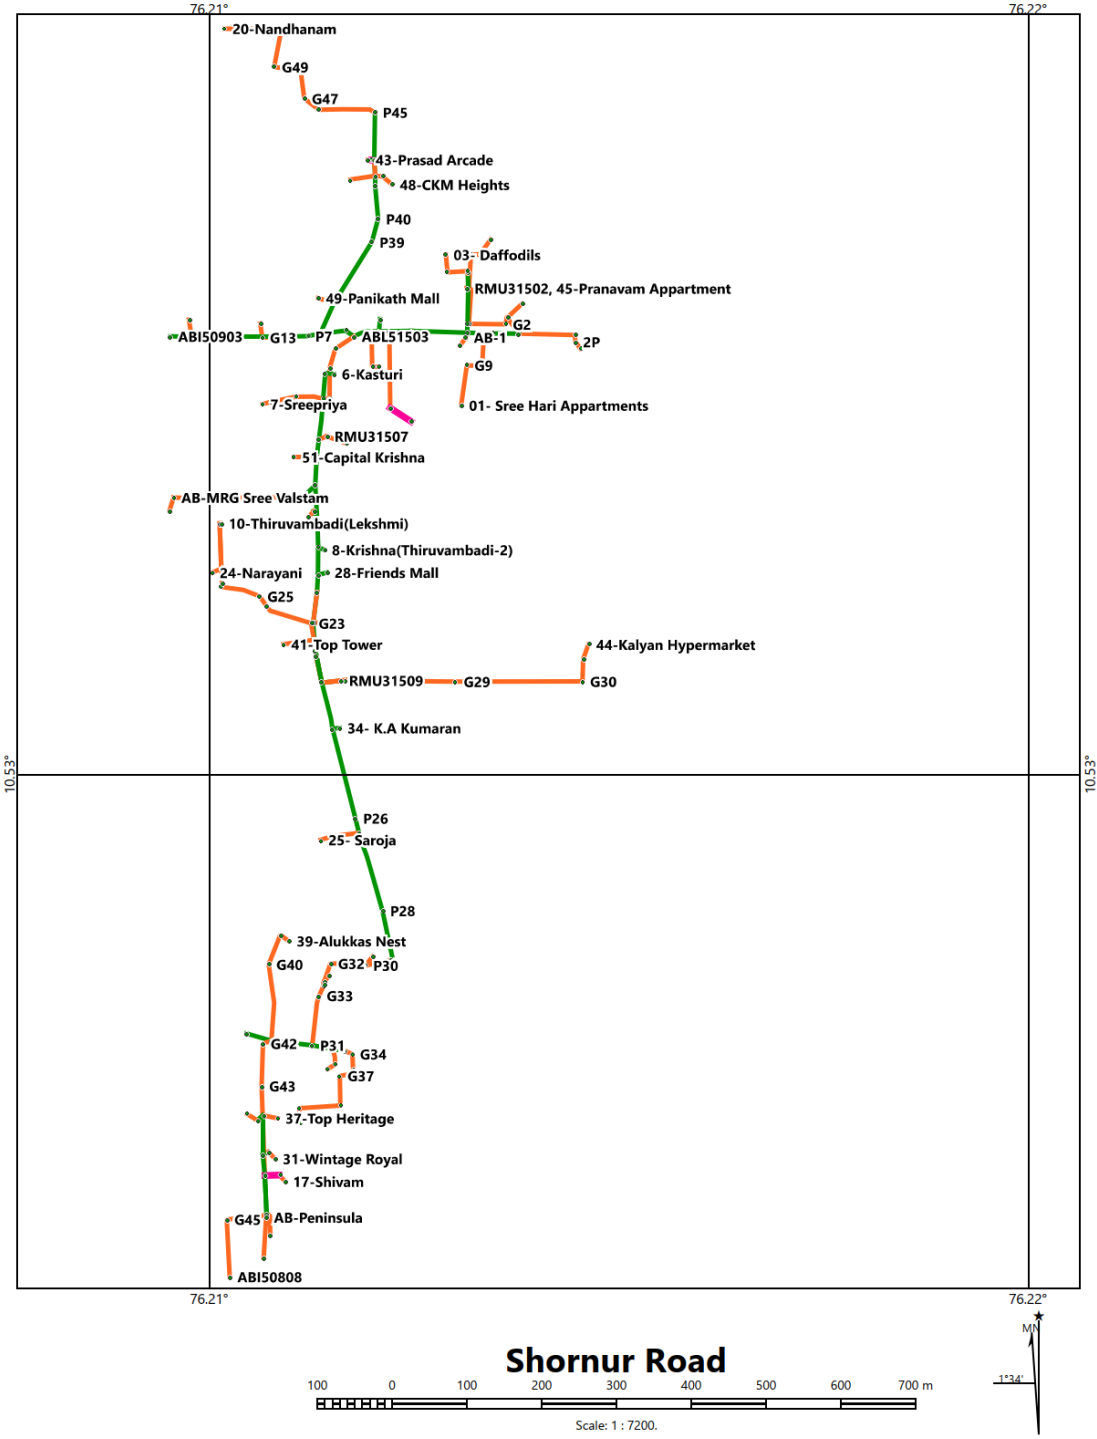 76.21° 76.22°
20-Nandhanam
G49
G47
P45
43-Prasad Arcade
48-CKM Heights
P40
P39
03- Daffodils
RMU31502, 45-Pranavam Appartment
49-Panikath Mall
G2
ABI50903 G13 P7 ABL51503 AB-1 2P
G9
6-Kasturi
7-Sreepriya 01- Sree Hari Appartments
RMU31507
51-Capital Krishna
AB-MRG Sree Valstam
10-Thiruvambadi(Lekshmi)
8-Krishna(Thiruvambadi-2)
24-Narayani 28-Friends Mall
G25
G23
41-Top Tower 44-Kalyan Hypermarket
RMU31509 G29 G30
34- K.A Kumaran
10.53° 10.53°
P26
25- Saroja
P28
39-Alukkas Nest
G40 G32 P30
G33
G42 P31
G34
G37
G43
37-Top Heritage
31-Wintage Royal
17-Shivam
G45 AB-Peninsula
ABI50808
76.21° 76.22°
MN
Shornur Road
1°34'
100 0 100 200 300 400 500 600 700 m
Scale: 1 : 7200.